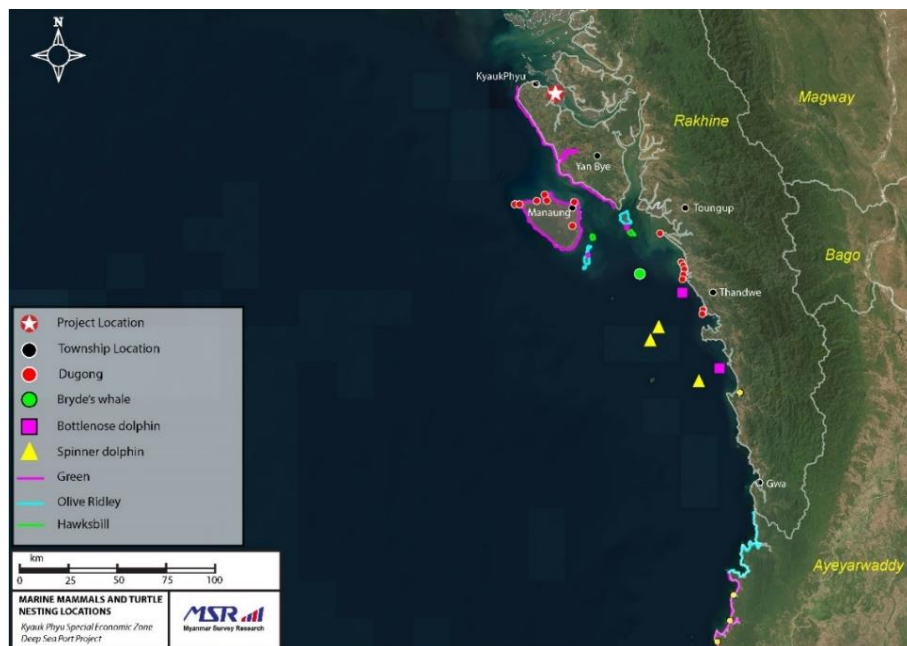 N
KyaukPhyu
Magway
Rakhine
Yan Bye
Manaung
Toungup
Bago
Thandwe
Gwa
Ayeyarwaddy
Project Location
Township Location
Dugong
Bryde's whale
Bottlenose dolphin
Spinner dolphin
Green
Olive Ridley
Hawksbill
km
0 25 50 75 100
MARINE MAMMALS AND TURTLE
NESTING LOCATIONS
Kyauk Phyu Special Economic Zone
Deep Sea Port Project
MSR
Myanmar Survey Research